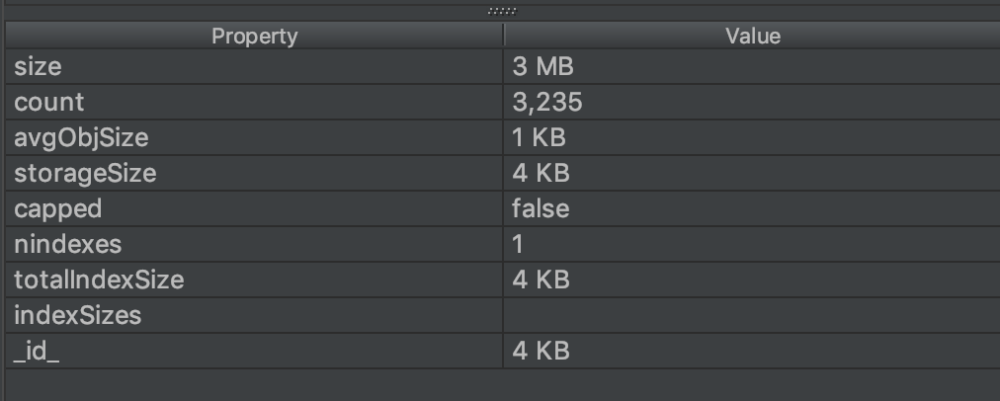 Property Value
size 3 MB
count 3,235
avgObjSize 1 KB
storageSize 4 KB
capped false
nindexes 1
totalIndexSize 4 KB
indexSizes
_id_ 4 KB